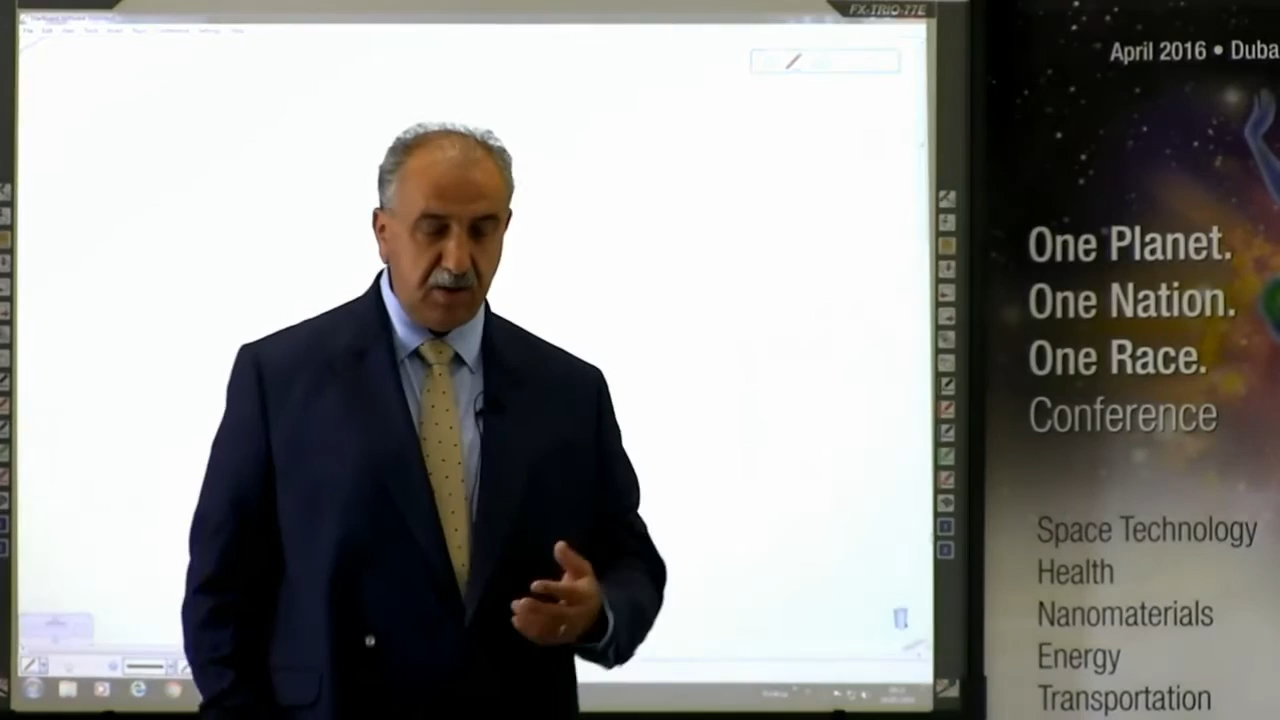 FX-TRIO-77E
April 2016 • Duba
One Planet.
One Nation.
One Race.
Conference
Space Technology
Health
Nanomaterials
Energy
Transportation